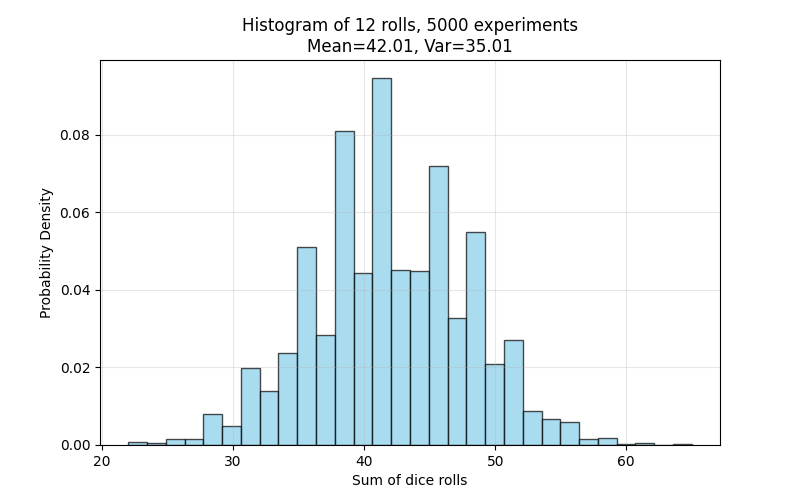 Histogram of 12 rolls, 5000 experiments
Mean=42.01, Var=35.01
Probability Density
0.08
0.06
0.04
0.02
0.00
20 30 40 50 60
Sum of dice rolls